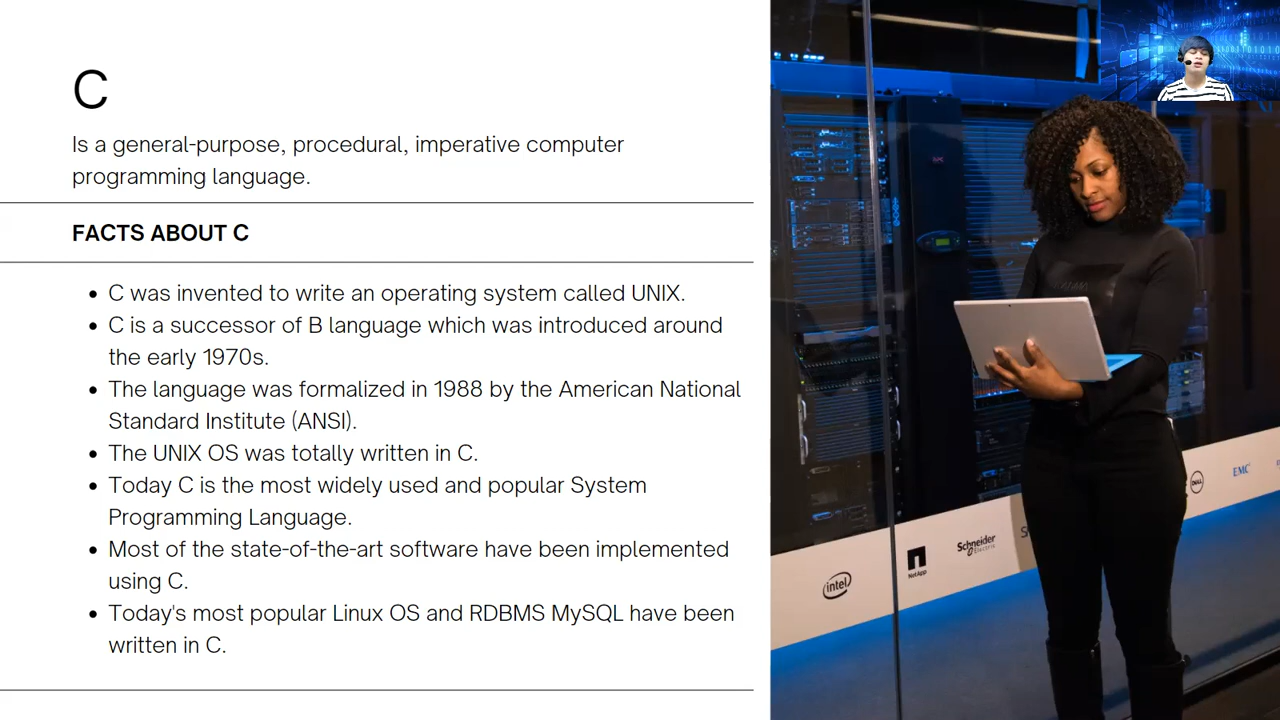 C
Is a general-purpose, procedural, imperative computer
programming language.
FACTS ABOUT C
• C was invented to write an operating system called UNIX.
• C is a successor of B language which was introduced around
the early 1970s.
• The language was formalized in 1988 by the American National
Standard Institute (ANSI).
• The UNIX OS was totally written in C.
• Today C is the most widely used and popular System
Programming Language.
• Most of the state-of-the-art software have been implemented
using C.
• Today's most popular Linux OS and RDBMS MySQL have been
written in C.
intel
NetApp
Schneider
Electric
DELL
EMC